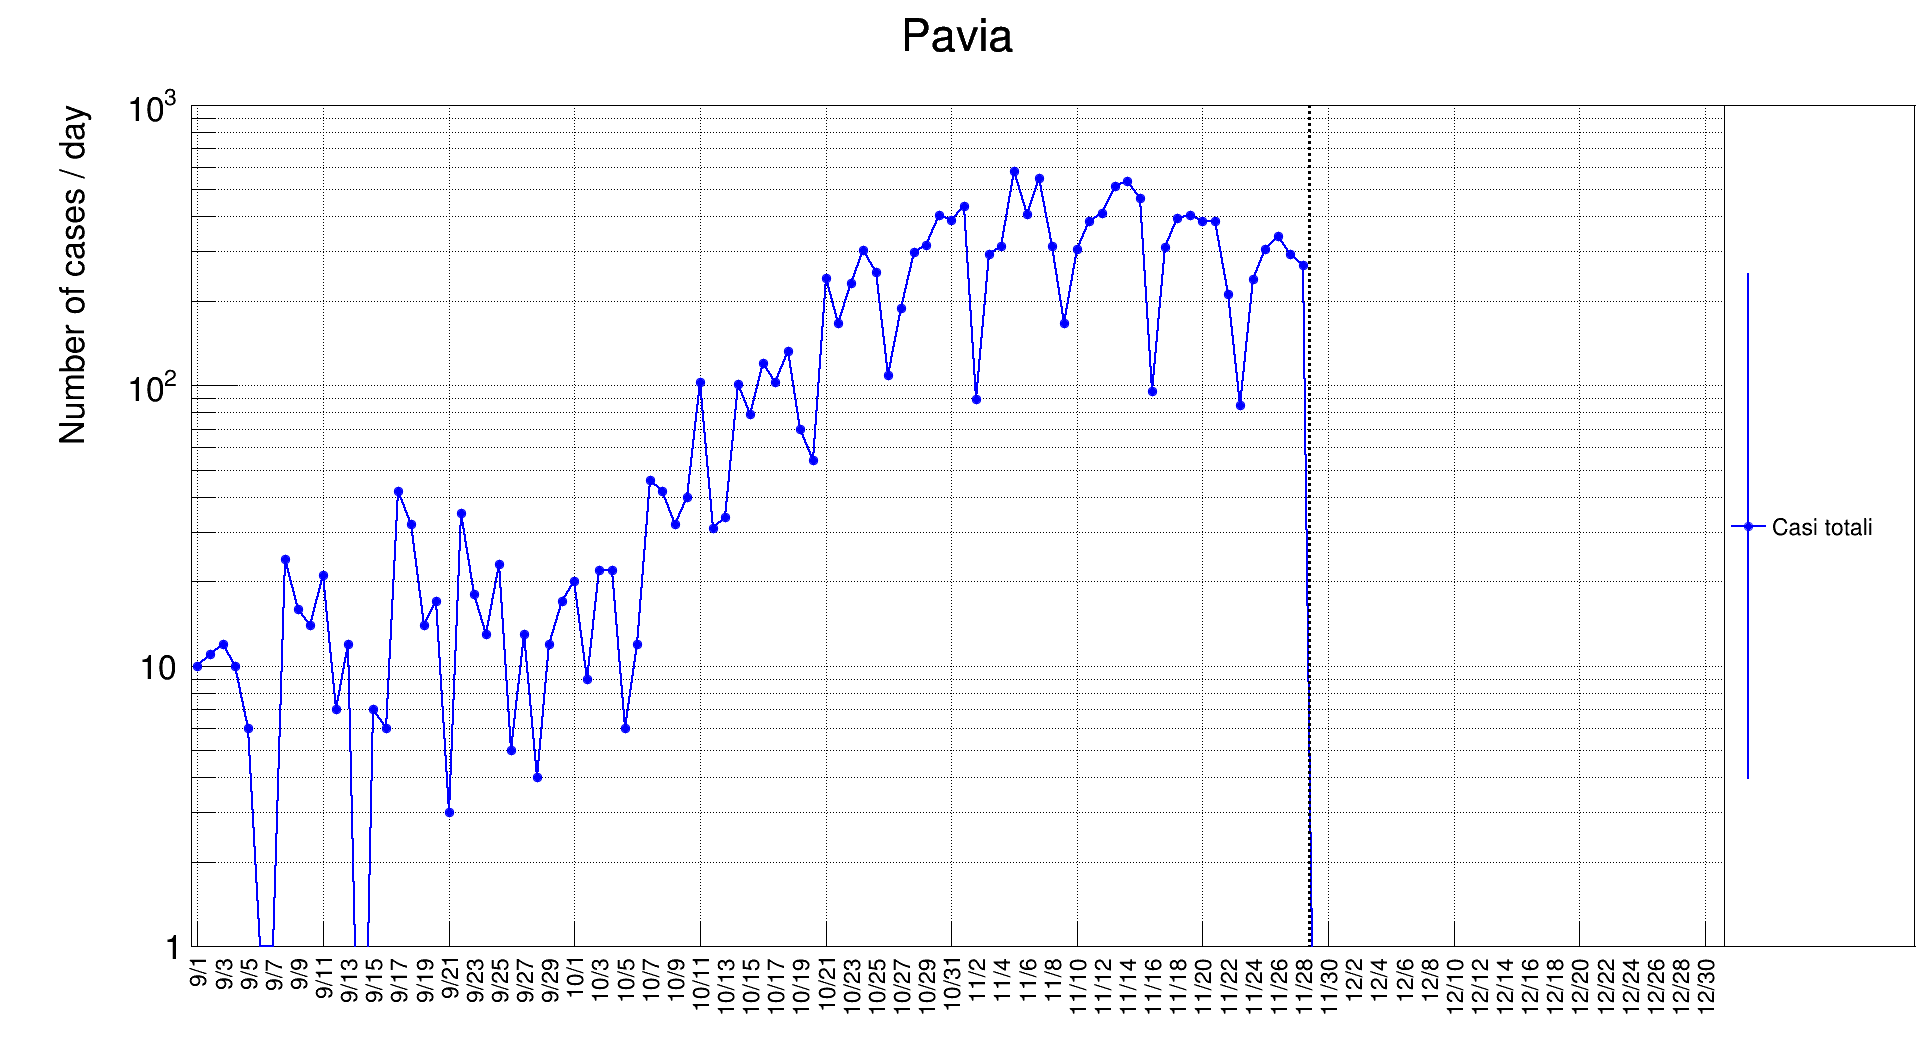 Pavia
Number of cases / day
10³
10²
10
1
9/1 9/3 9/5 9/7 9/9 9/11 9/13 9/15 9/17 9/19 9/21 9/23 9/25 9/27 9/29 10/1 10/3 10/5 10/7 10/9 10/11 10/13 10/15 10/17 10/19 10/21 10/23 10/25 10/27 10/29 10/31 11/2 11/4 11/6 11/8 11/10 11/12 11/14 11/16 11/18 11/20 11/22 11/24 11/26 11/28 11/30 12/2 12/4 12/6 12/8 12/10 12/12 12/14 12/16 12/18 12/20 12/22 12/24 12/26 12/28 12/30
Casi totali